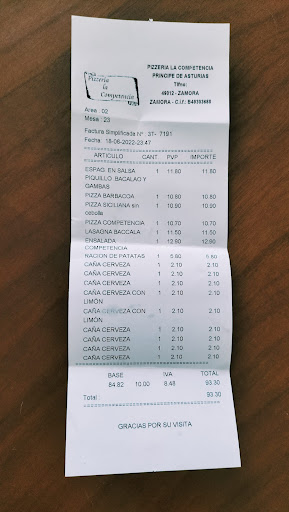 Pizzeria
la
Competencia
PIZZERIA LA COMPETENCIA
PRINCIPE DE ASTURIAS
Tlfno:
49012 - ZAMORA
ZAMORA - C.I.F.:
Area : 02
Mesa : 23
Factura Simplificada Nº : 3T- 7191
Fecha : 18-08-2022-23:47
ARTICULO CANT PVP IMPORTE
ESPAG. EN SALSA 1 11.80 11.80
PIQUILLO BACALAO Y
GAMBAS
PIZZA BARBACOA 1 10.80 10.80
PIZZA SICILIANA sin 1 10.90 10.90
cebolla
PIZZA COMPETENCIA 1 10.70 10.70
LASAGNA BACCALA 1 11.50 11.50
ENSALADA 1 12.90 12.90
COMPETENCIA
RACION DE PATATAS 1 5.80 5.80
CAÑA CERVEZA 1 2.10 2.10
CAÑA CERVEZA 1 2.10 2.10
CAÑA CERVEZA CON 1 2.10 2.10
LIMÓN
CAÑA CERVEZA CON 1 2.10 2.10
LIMÓN
CAÑA CERVEZA 1 2.10 2.10
CAÑA CERVEZA 1 2.10 2.10
CAÑA CERVEZA 1 2.10 2.10
CAÑA CERVEZA 1 2.10 2.10
CAÑA CERVEZA 1 2.10 2.10
BASE IVA TOTAL
84.82 10.00 8.48 93.30
Total : 93.30
GRACIAS POR SU VISITA